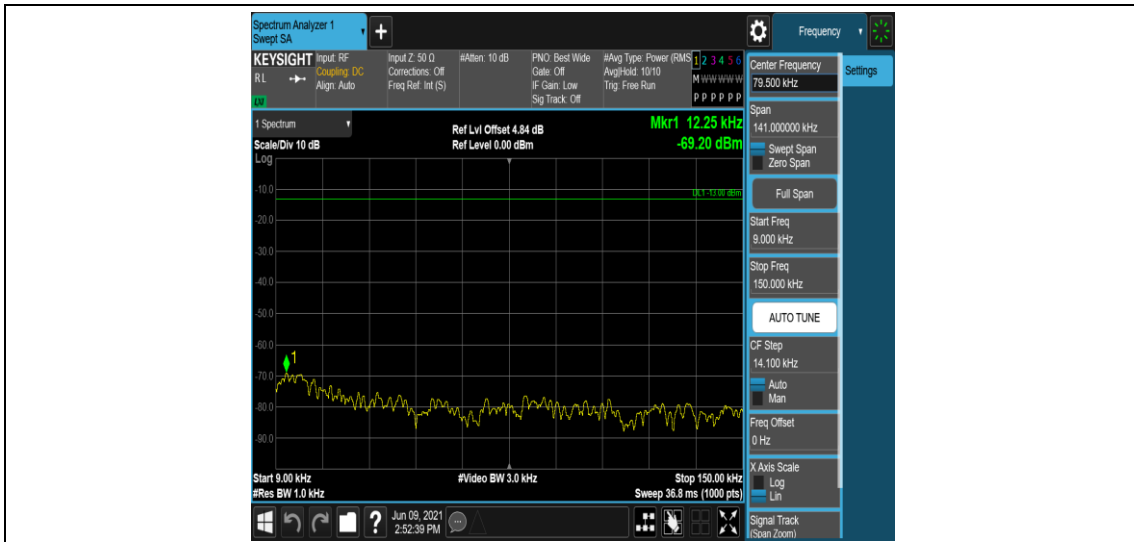 Spectrum Analyzer 1
Swept SA
+
Frequency
KEYSIGHT
RL
LXI
Input: RF
Coupling: DC
Align: Auto
Input Z: 50 Ω
Corrections: Off
Freq Ref: Int (S)
#Atten: 10 dB
PNO: Best Wide
Gate: Off
IF Gain: Low
Sig Track: Off
#Avg Type: Power (RMS
Avg|Hold: 10/10
Trig: Free Run
1 2 3 4 5 6
M W W W W W
P P P P P P
1 Spectrum
Scale/Div 10 dB
Log
Ref Lvl Offset 4.84 dB
Ref Level 0.00 dBm
Mkr1 12.25 kHz
-69.20 dBm
DL1 -13.00 dBm
-10.0
-20.0
-30.0
-40.0
-50.0
-60.0
-70.0
-80.0
-90.0
1
Start 9.00 kHz
#Res BW 1.0 kHz
#Video BW 3.0 kHz
Stop 150.00 kHz
Sweep 36.8 ms (1000 pts)
?
Jun 09, 2021
2:52:39 PM
Center Frequency
79.500 kHz
Settings
Span
141.000000 kHz
Swept Span
Zero Span
Full Span
Start Freq
9.000 kHz
Stop Freq
150.000 kHz
AUTO TUNE
CF Step
14.100 kHz
Auto
Man
Freq Offset
0 Hz
X Axis Scale
Log
Lin
Signal Track
(Span Zoom)